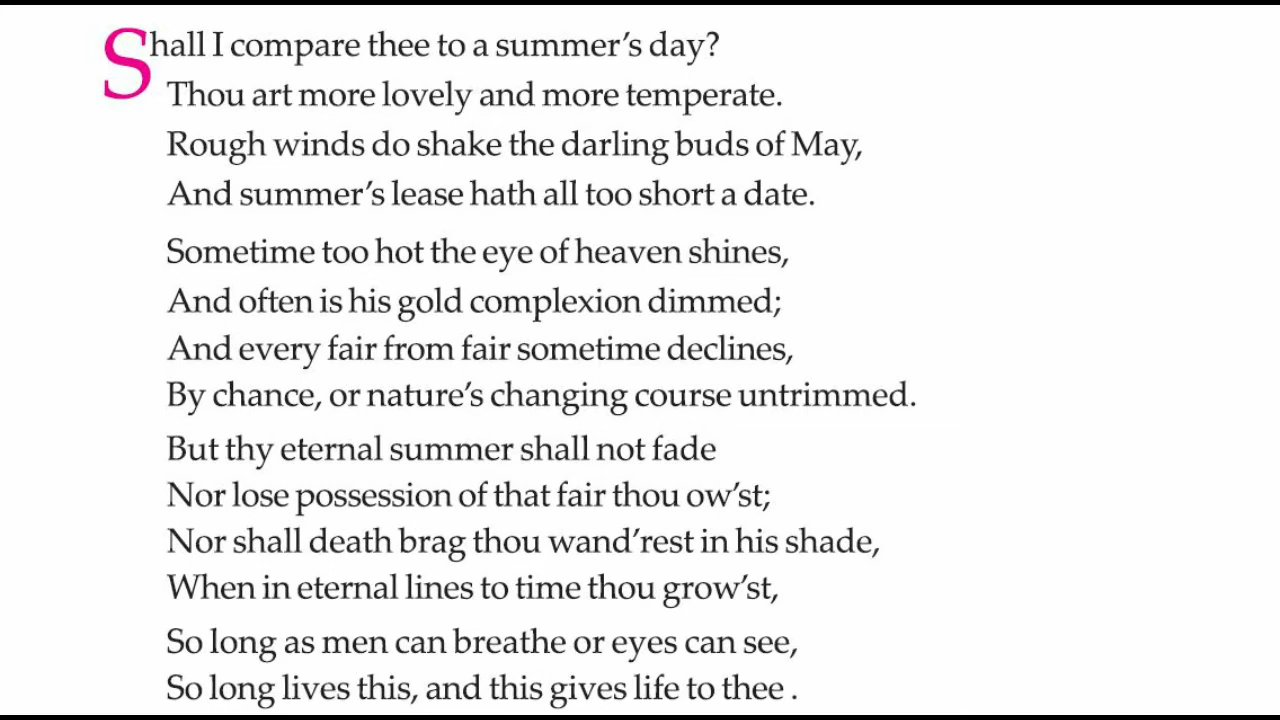 Shall I compare thee to a summer’s day?
Thou art more lovely and more temperate.
Rough winds do shake the darling buds of May,
And summer’s lease hath all too short a date.
Sometime too hot the eye of heaven shines,
And often is his gold complexion dimmed;
And every fair from fair sometime declines,
By chance, or nature’s changing course untrimmed.
But thy eternal summer shall not fade
Nor lose possession of that fair thou ow’st;
Nor shall death brag thou wand’rest in his shade,
When in eternal lines to time thou grow’st,
So long as men can breathe or eyes can see,
So long lives this, and this gives life to thee .